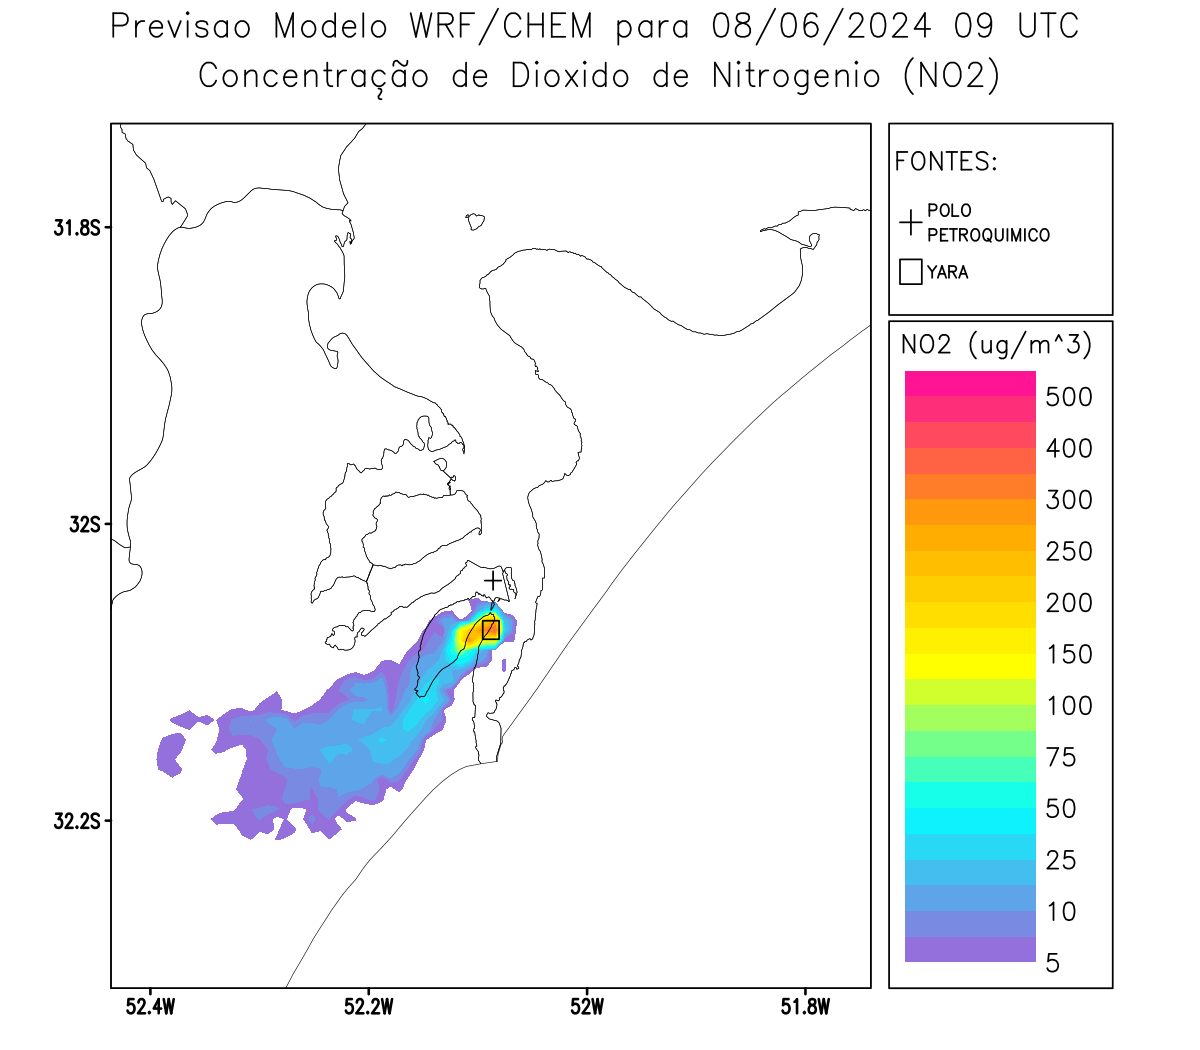 Previsao Modelo WRF/CHEM para 08/06/2024 09 UTC
Concentração de Dioxido de Nitrogenio (NO2)
FONTES:
POLO
PETROQUIMICO
YARA
NO2 (ug/m^3)
500
400
300
250
200
150
100
75
50
25
10
5
31.8S
32S
32.2S
52.4W
52.2W
52W
51.8W